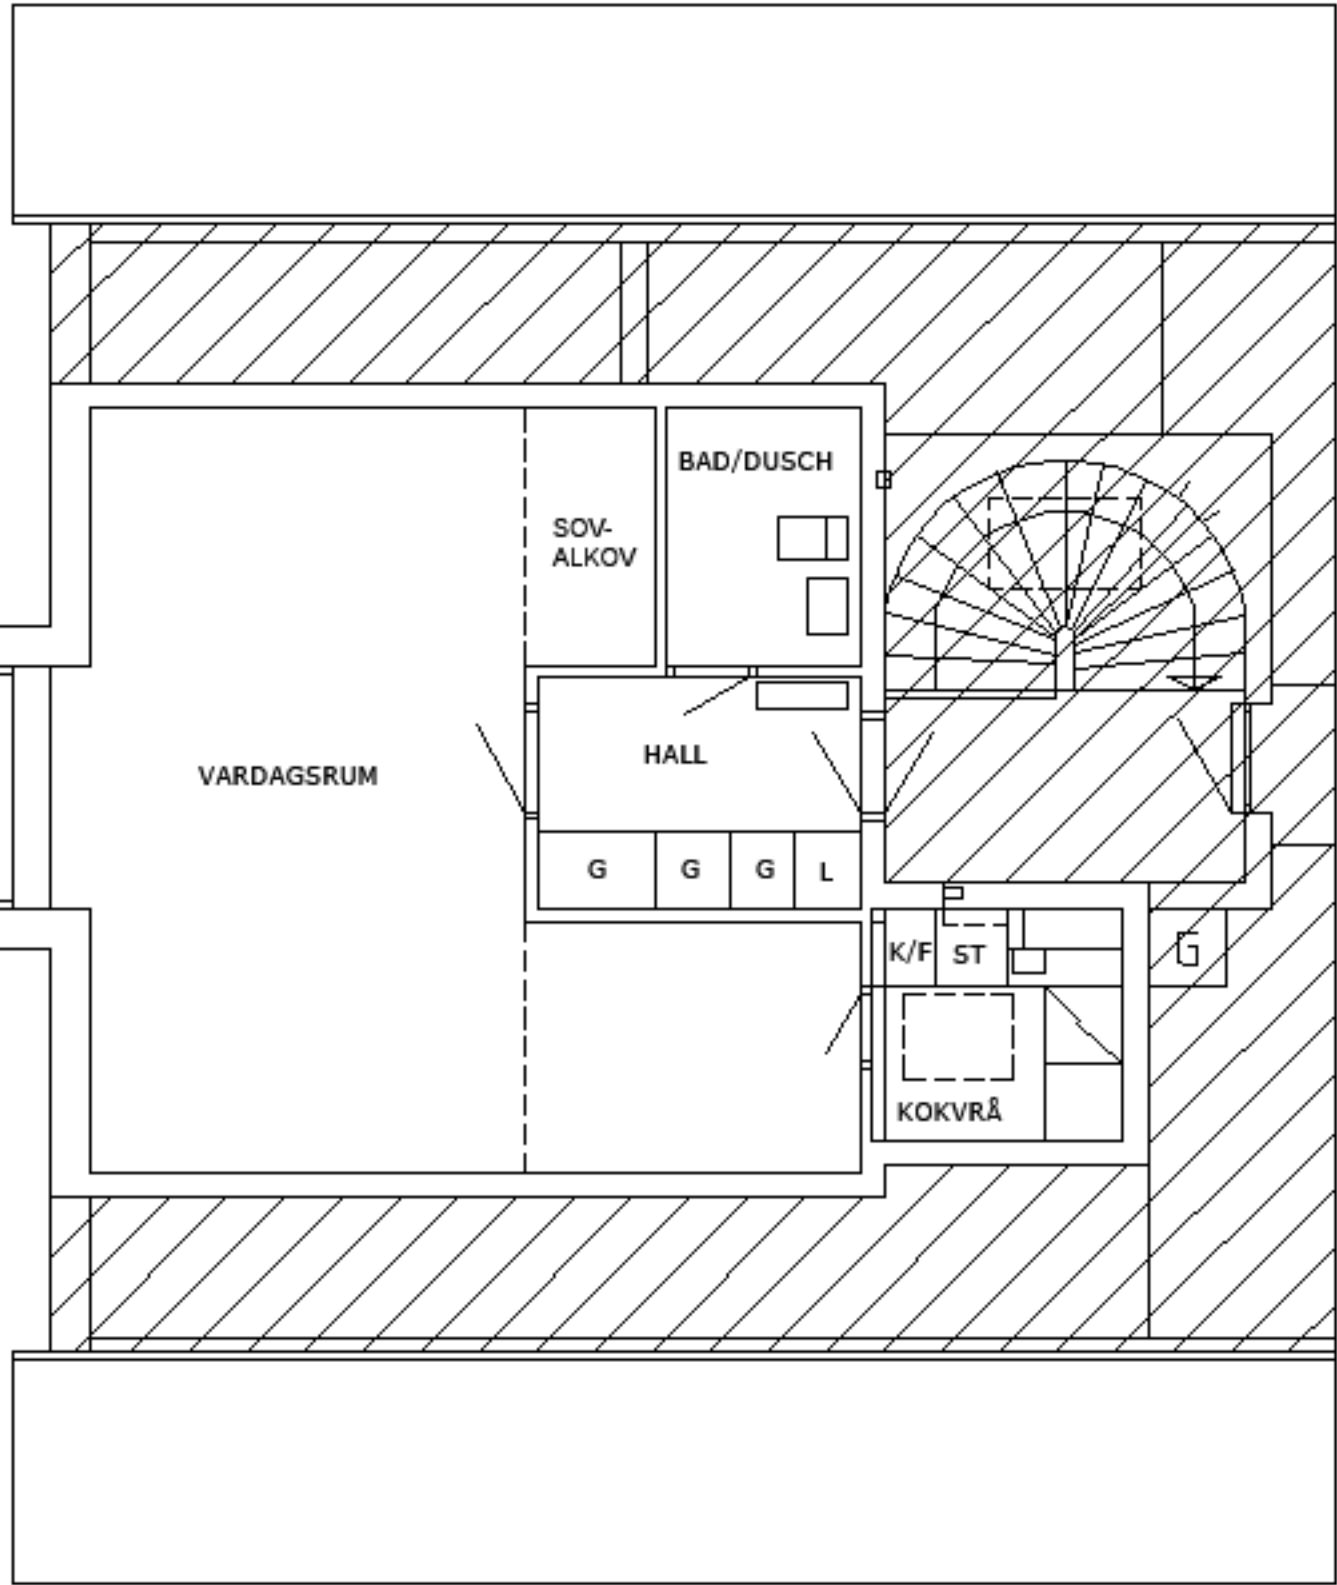 BAD/DUSCH
SOV-
ALKOV
HALL
VARDAGSRUM
G G G L
K/F ST G
KOKVRÅ